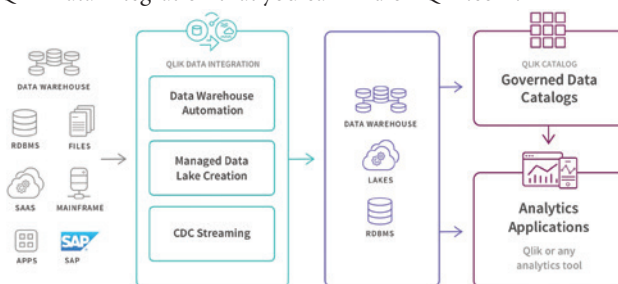 DATA WAREHOUSE
RDBMS
FILES
SAAS
MAINFRAME
APPS
SAP
SAP
QLIK DATA INTEGRATION
Data Warehouse
Automation
Managed Data
Lake Creation
CDC Streaming
DATA WAREHOUSE
LAKES
RDBMS
QLIK CATALOG
Governed Data
Catalogs
Analytics
Applications
Qlik or any
analytics tool